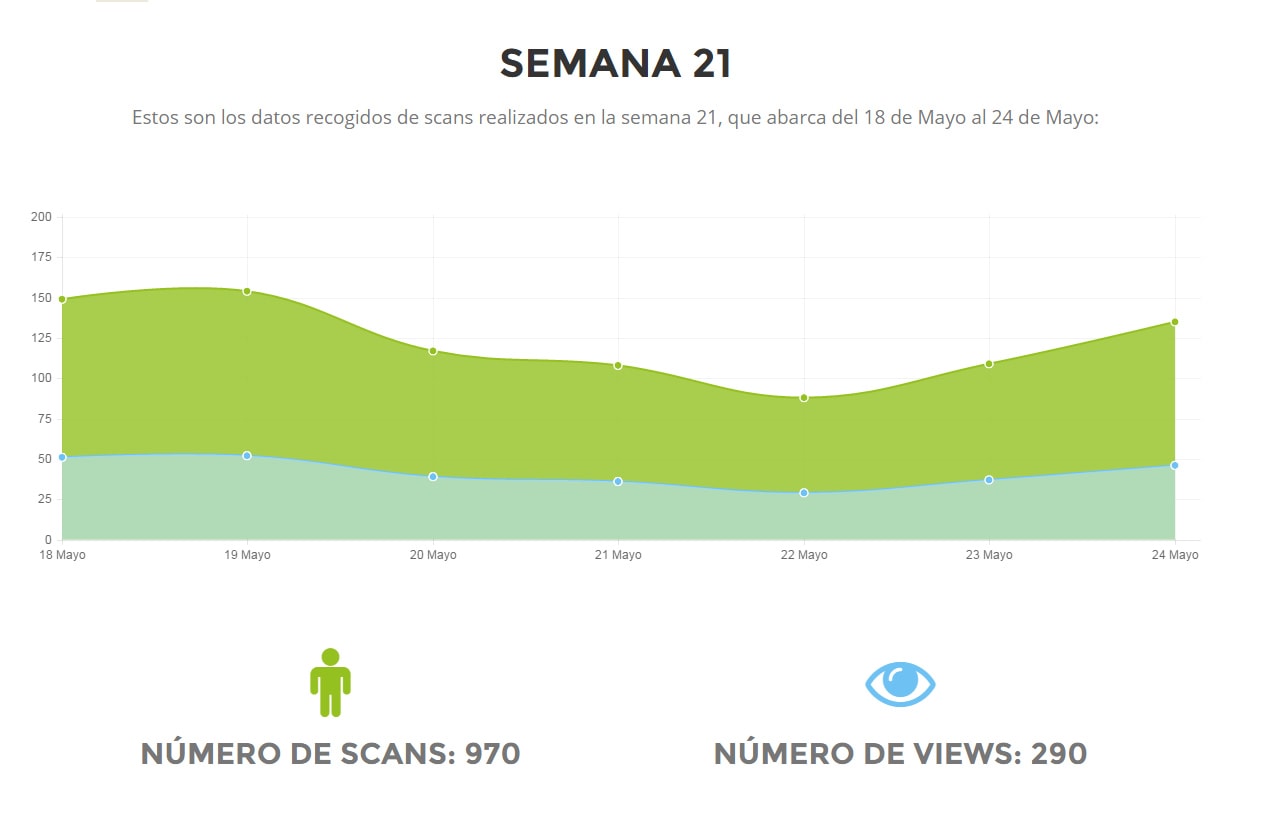 SEMANA 21
Estos son los datos recogidos de scans realizados en la semana 21, que abarca del 18 de Mayo al 24 de Mayo:
200
175
150
125
100
75
50
25
0
18 Mayo 19 Mayo 20 Mayo 21 Mayo 22 Mayo 23 Mayo 24 Mayo
NÚMERO DE SCANS: 970 NÚMERO DE VIEWS: 290